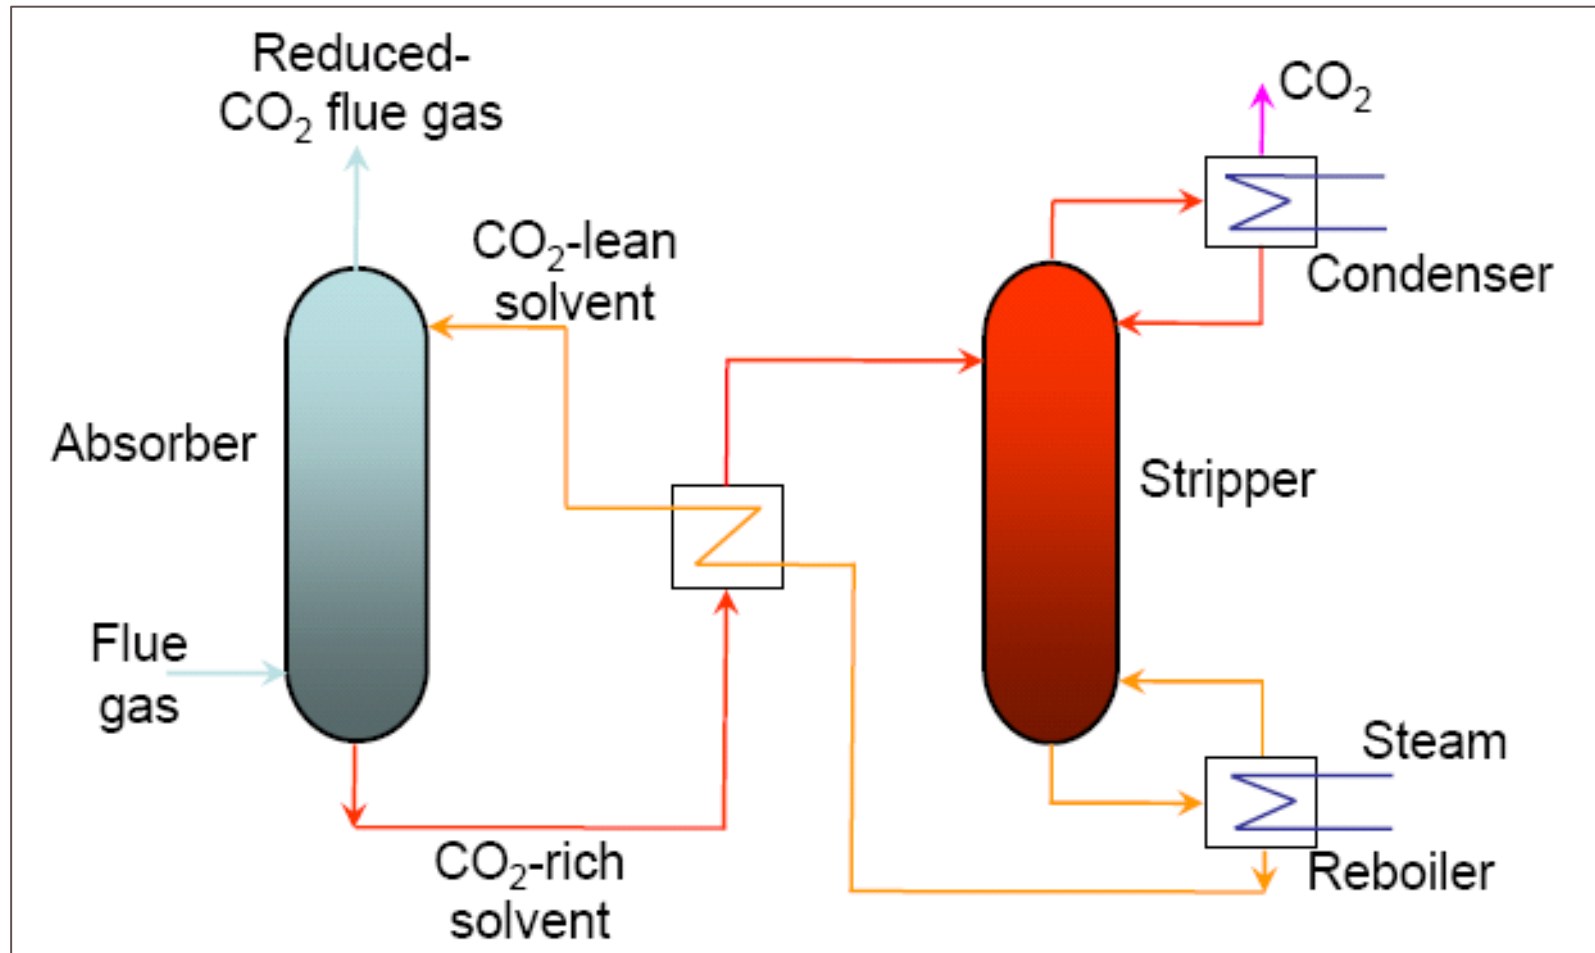 Reduced-
CO₂ flue gas
CO₂
CO₂-lean
solvent
Condenser
Absorber
Stripper
Flue
gas
Steam
Reboiler
CO₂-rich
solvent